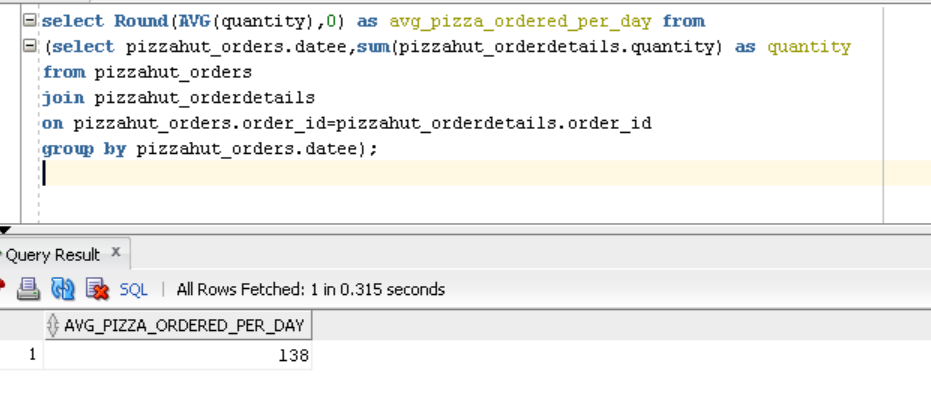 select Round(AVG(quantity),0) as avg_pizza_ordered_per_day from
(select pizzahut_orders.datee,sum(pizzahut_orderdetails.quantity) as quantity
from pizzahut_orders
join pizzahut_orderdetails
on pizzahut_orders.order_id=pizzahut_orderdetails.order_id
group by pizzahut_orders.datee);
Query Result x
SQL | All Rows Fetched: 1 in 0.315 seconds
AVG_PIZZA_ORDERED_PER_DAY
1 138